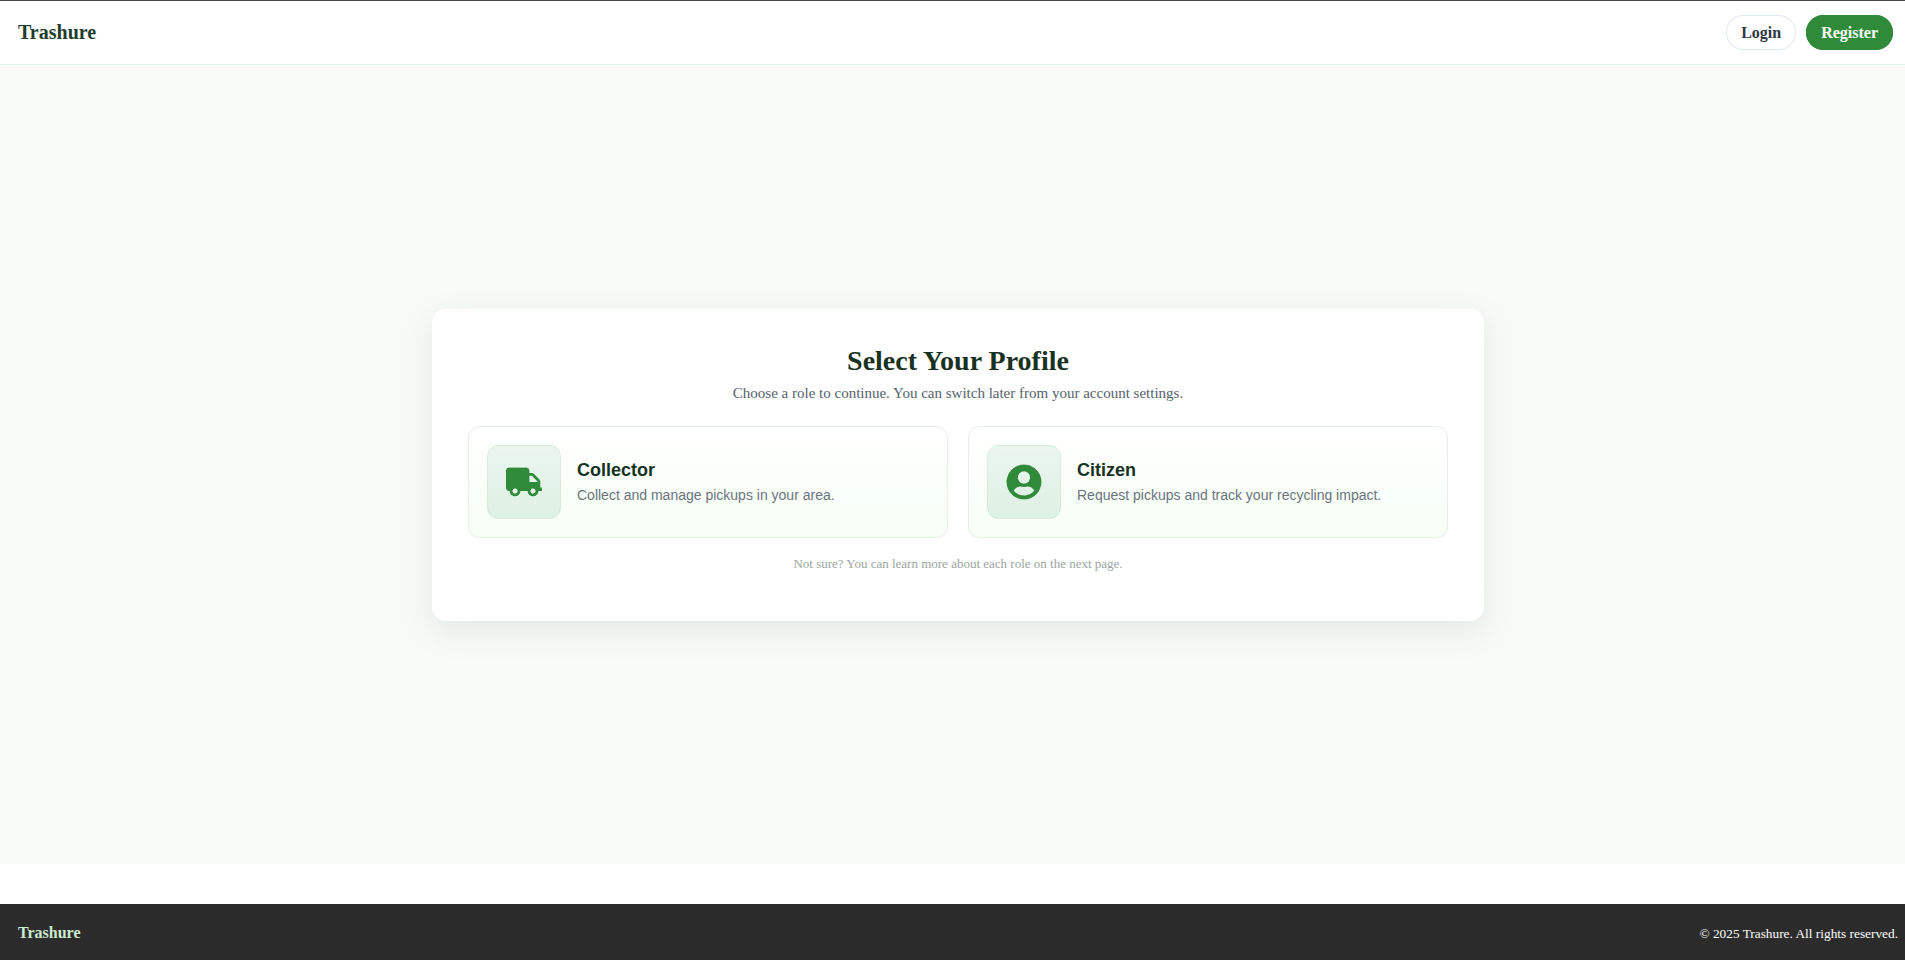 Trashure
Login
Register
Select Your Profile
Choose a role to continue. You can switch later from your account settings.
Collector
Collect and manage pickups in your area.
Citizen
Request pickups and track your recycling impact.
Not sure? You can learn more about each role on the next page.
Trashure
© 2025 Trashure. All rights reserved.